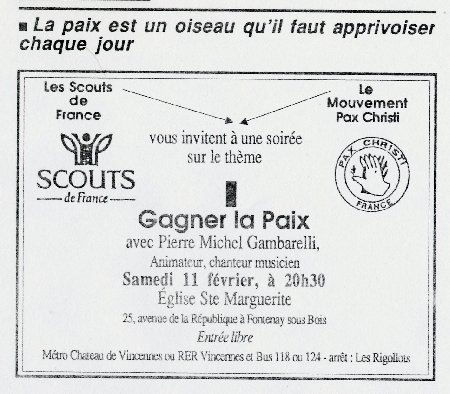 La paix est un oiseau qu'il faut apprivoiser
chaque jour
Les Scouts
de
France
Le
Mouvement
Pax Christi
vous invitent à une soirée
sur le thème
SCOUTS
de France
PAX CHRISTI
FRANCE
Gagner la Paix
avec Pierre Michel Gambarelli,
Animateur, chanteur musicien
Samedi 11 février, à 20h30
Église Ste Marguerite
25, avenue de la République à Fontenay sous Bois
Entrée libre
Métro Chateau de Vincennes ou RER Vincennes et Bus 118 ou 124 - arrêt : Les Rigollots